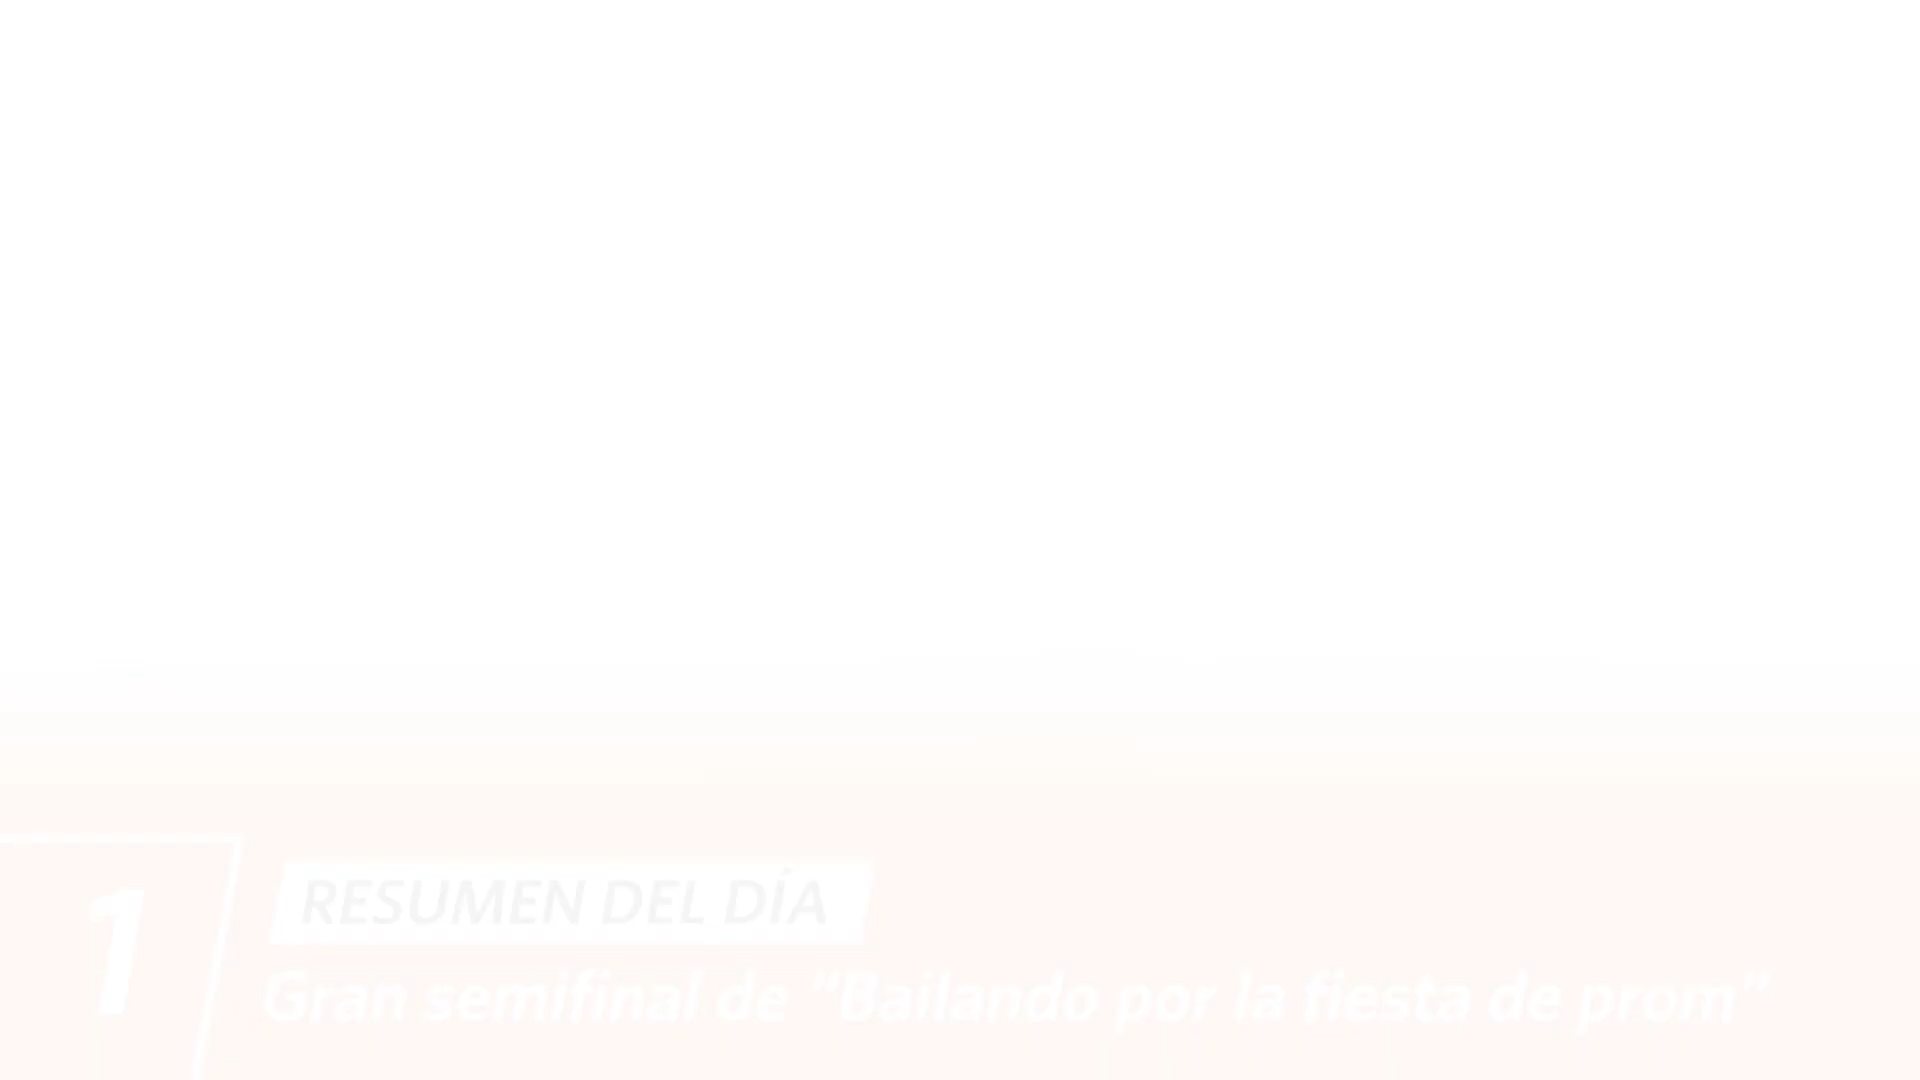 1
RESUMEN DEL DÍA
Gran semifinal de "Bailando por la fiesta de prom"